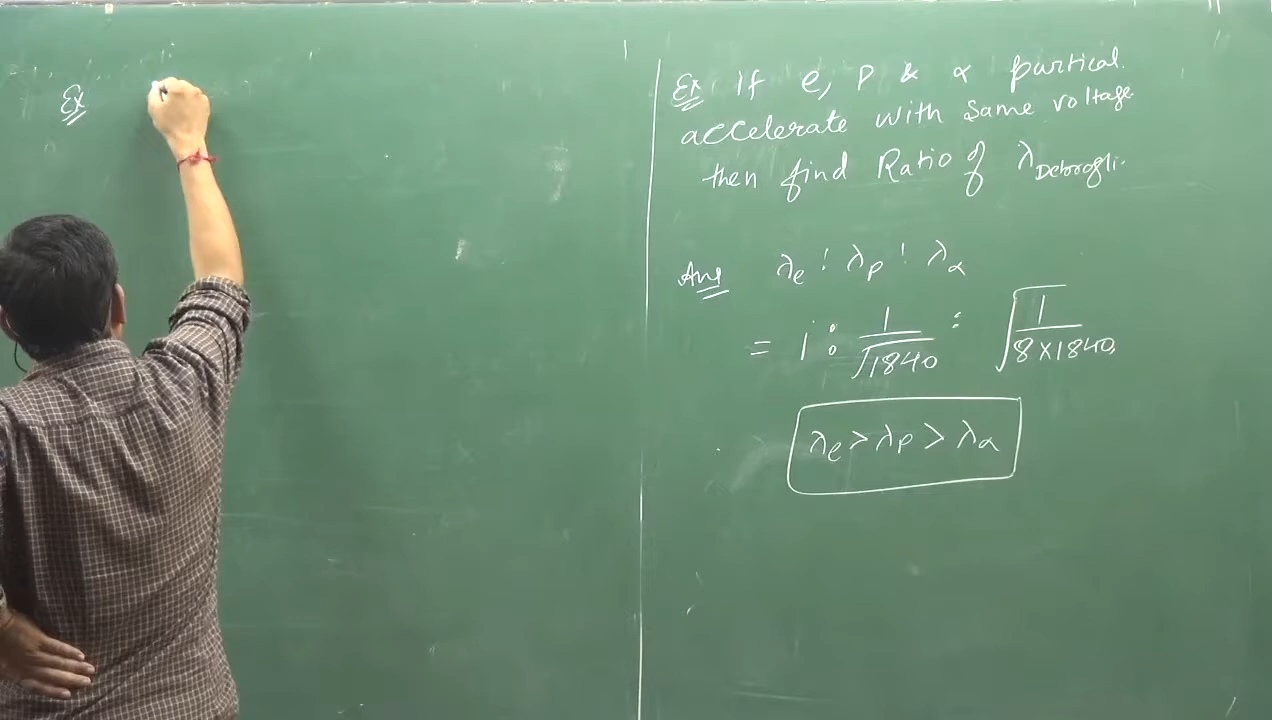 Ex
Ex If e, p & α partical
accelerate with same voltage
then find Ratio of λDebrogli.
Ans λe : λp : λα
= 1 : 1/√1840 : √1/8×1840
λe > λp > λα